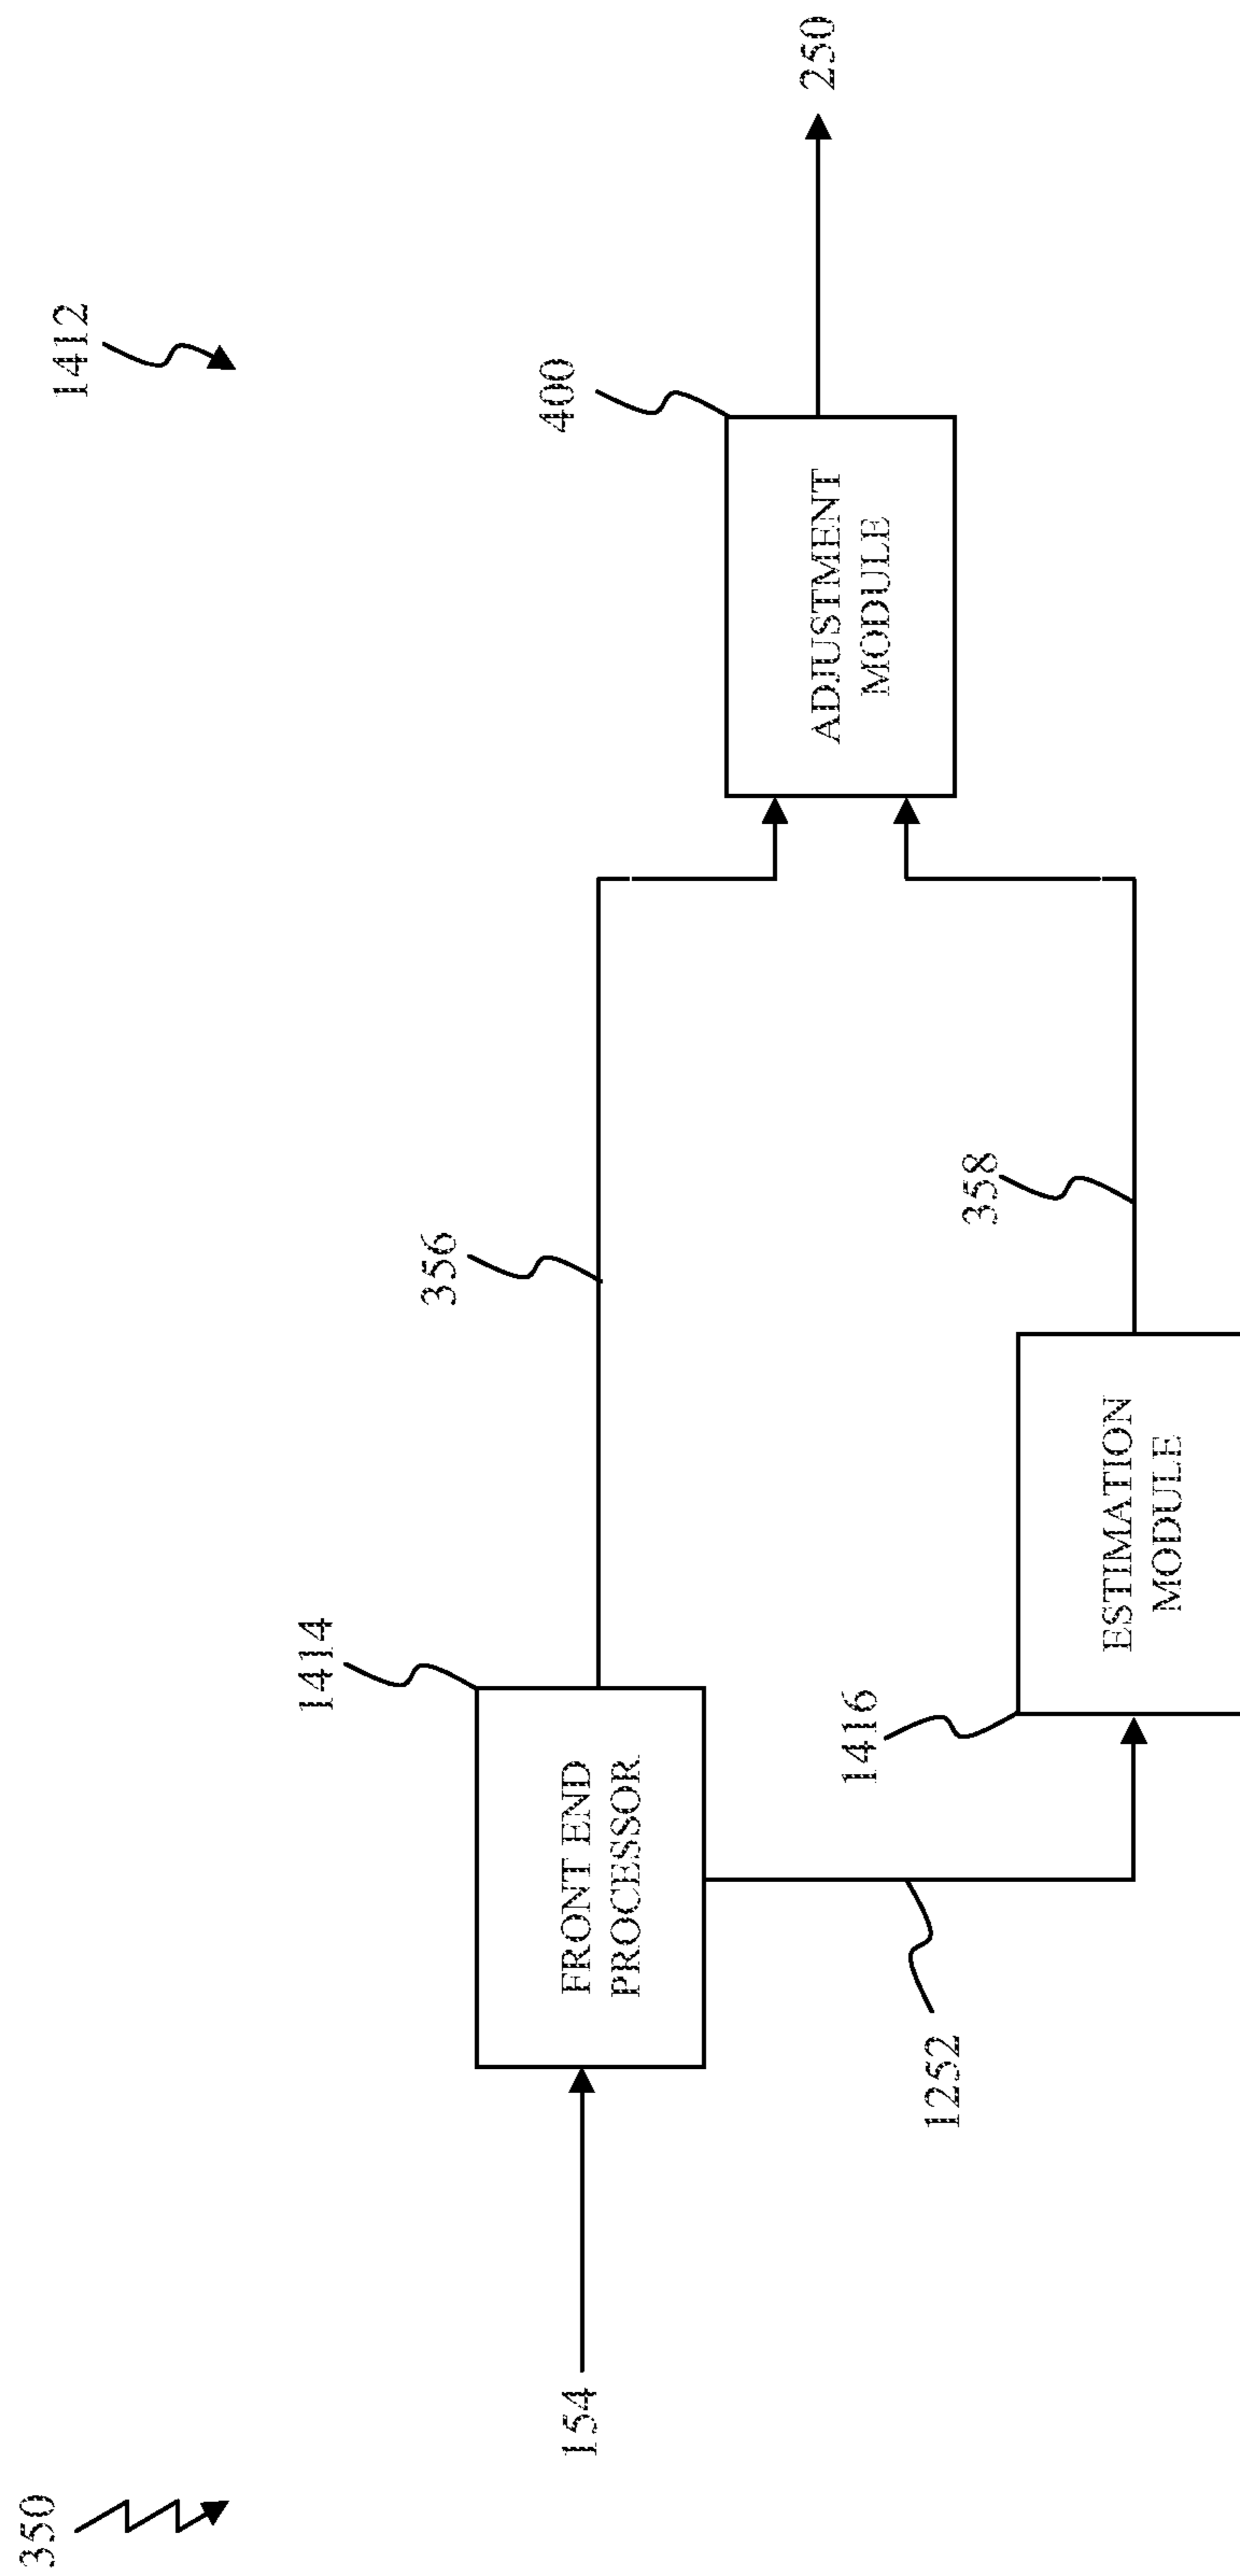 350
1412
154
FRONT END
PROCESSOR
1414
356
1252
1416
ESTIMATION
MODULE
358
400
ADJUSTMENT
MODULE
250